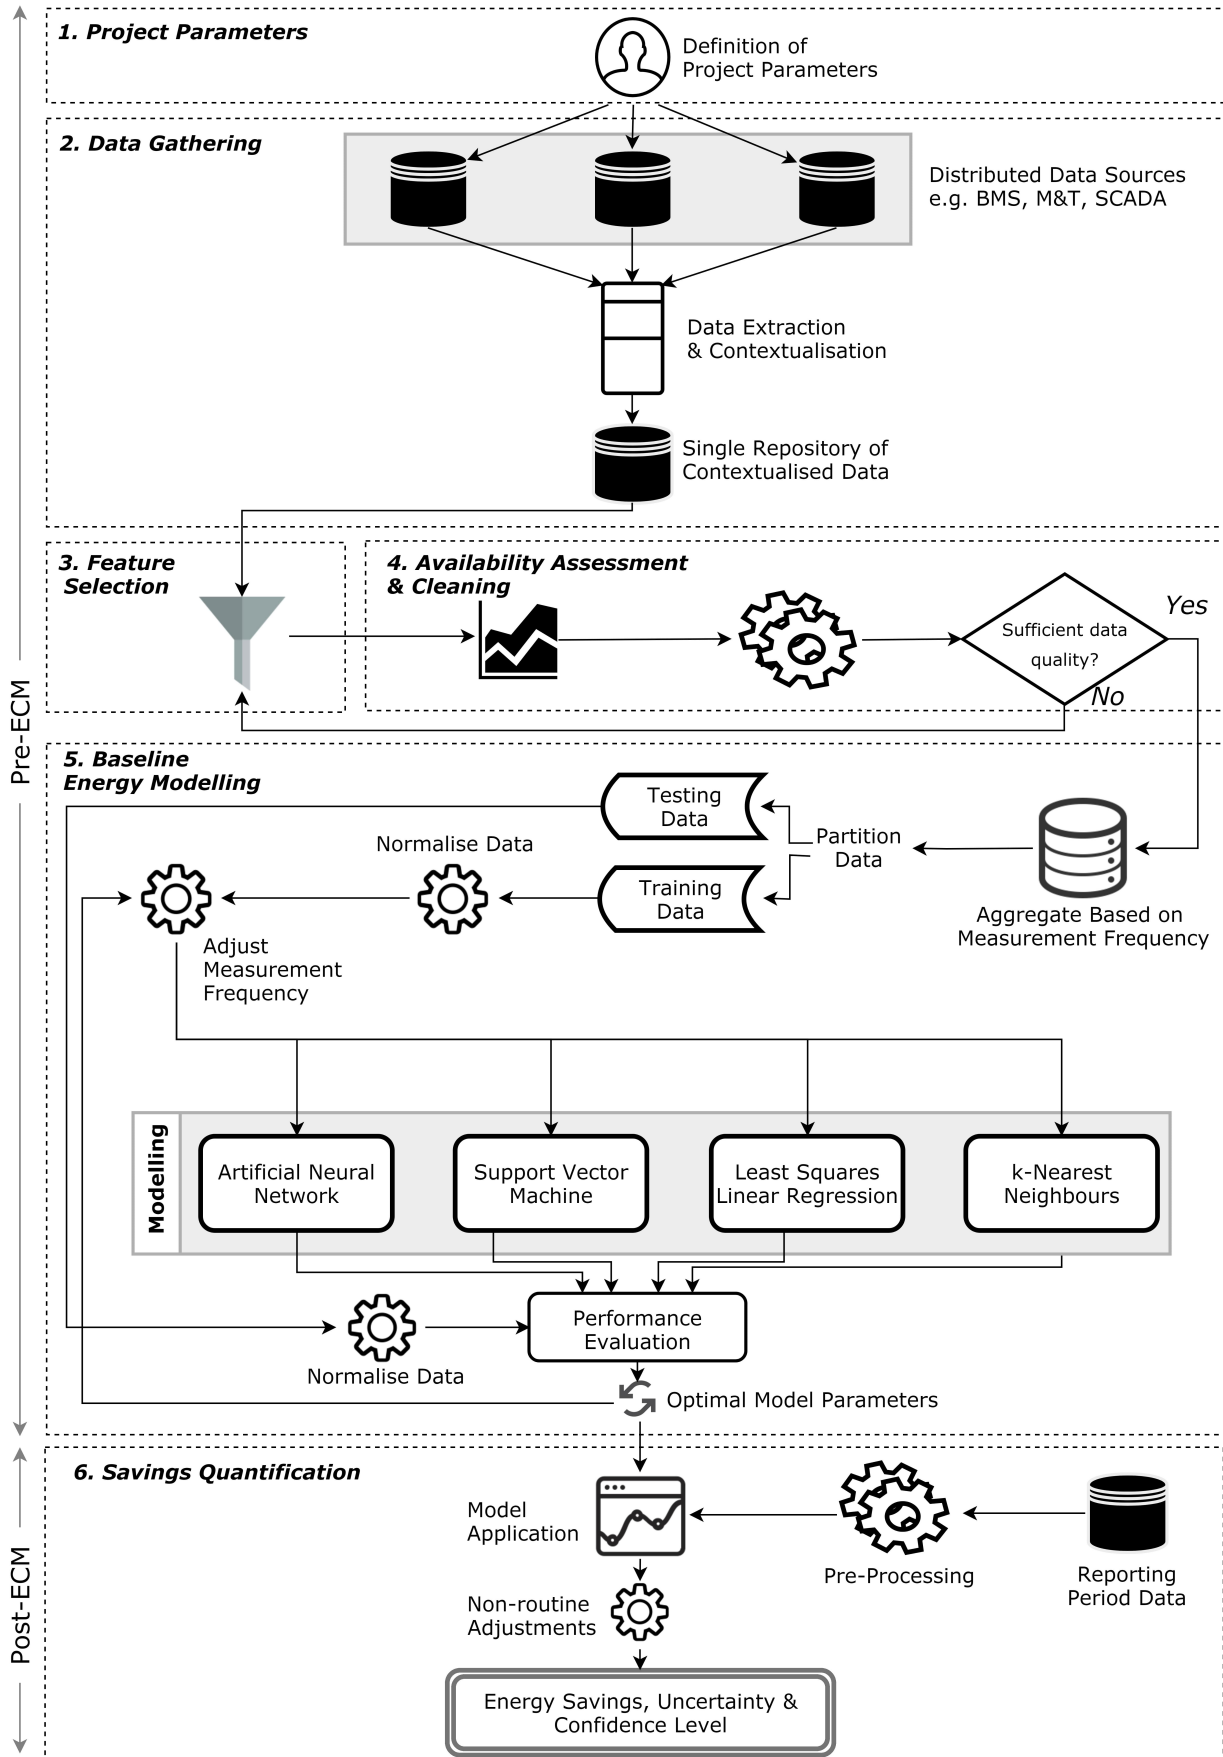 1. Project Parameters
Definition of
Project Parameters
2. Data Gathering
Distributed Data Sources
e.g. BMS, M&T, SCADA
Data Extraction
& Contextualisation
Single Repository of
Contextualised Data
3. Feature
Selection
4. Availability Assessment
& Cleaning
Sufficient data
quality?
Yes
No
Pre-ECM
5. Baseline
Energy Modelling
Testing
Data
Partition
Data
Training
Data
Normalise Data
Aggregate Based on
Measurement Frequency
Adjust
Measurement
Frequency
Modelling
Artificial Neural
Network
Support Vector
Machine
Least Squares
Linear Regression
k-Nearest
Neighbours
Performance
Evaluation
Normalise Data
Optimal Model Parameters
Post-ECM
6. Savings Quantification
Model
Application
Pre-Processing
Reporting
Period Data
Non-routine
Adjustments
Energy Savings, Uncertainty &
Confidence Level